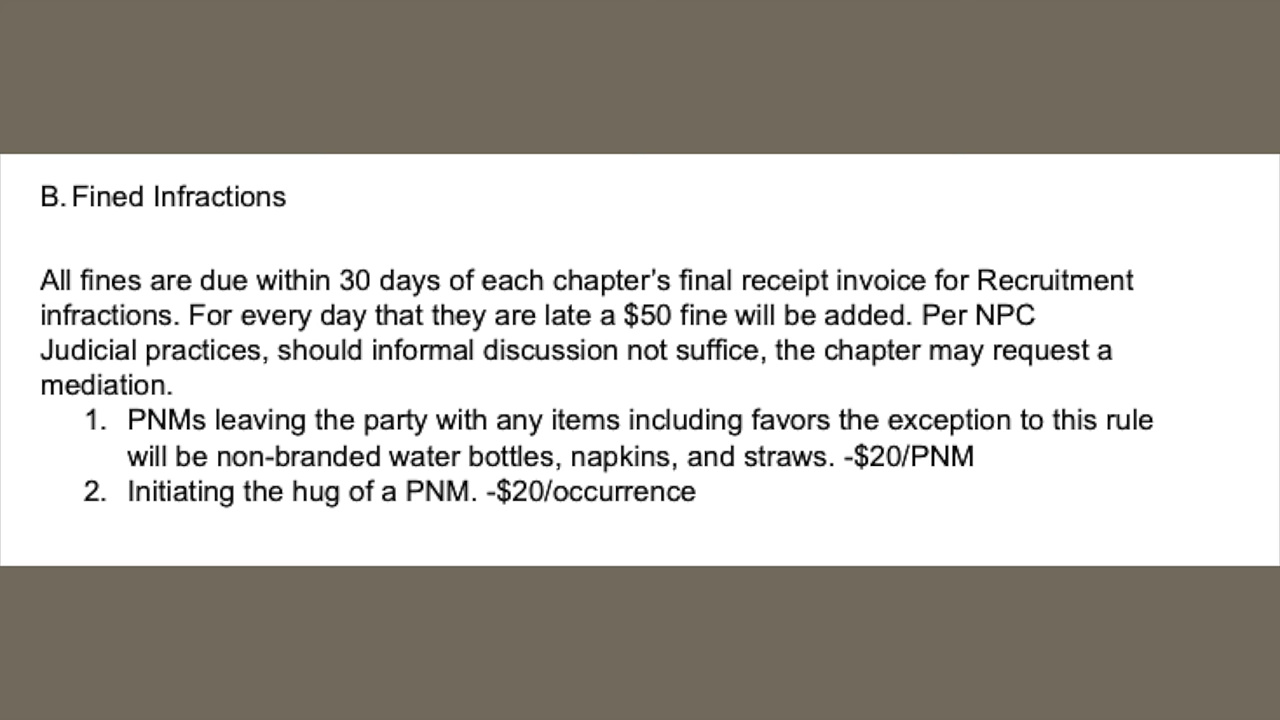 B. Fined Infractions
All fines are due within 30 days of each chapter's final receipt invoice for Recruitment
infractions. For every day that they are late a $50 fine will be added. Per NPC
Judicial practices, should informal discussion not suffice, the chapter may request a
mediation.
1. PNMs leaving the party with any items including favors the exception to this rule
will be non-branded water bottles, napkins, and straws. -$20/PNM
2. Initiating the hug of a PNM. -$20/occurrence